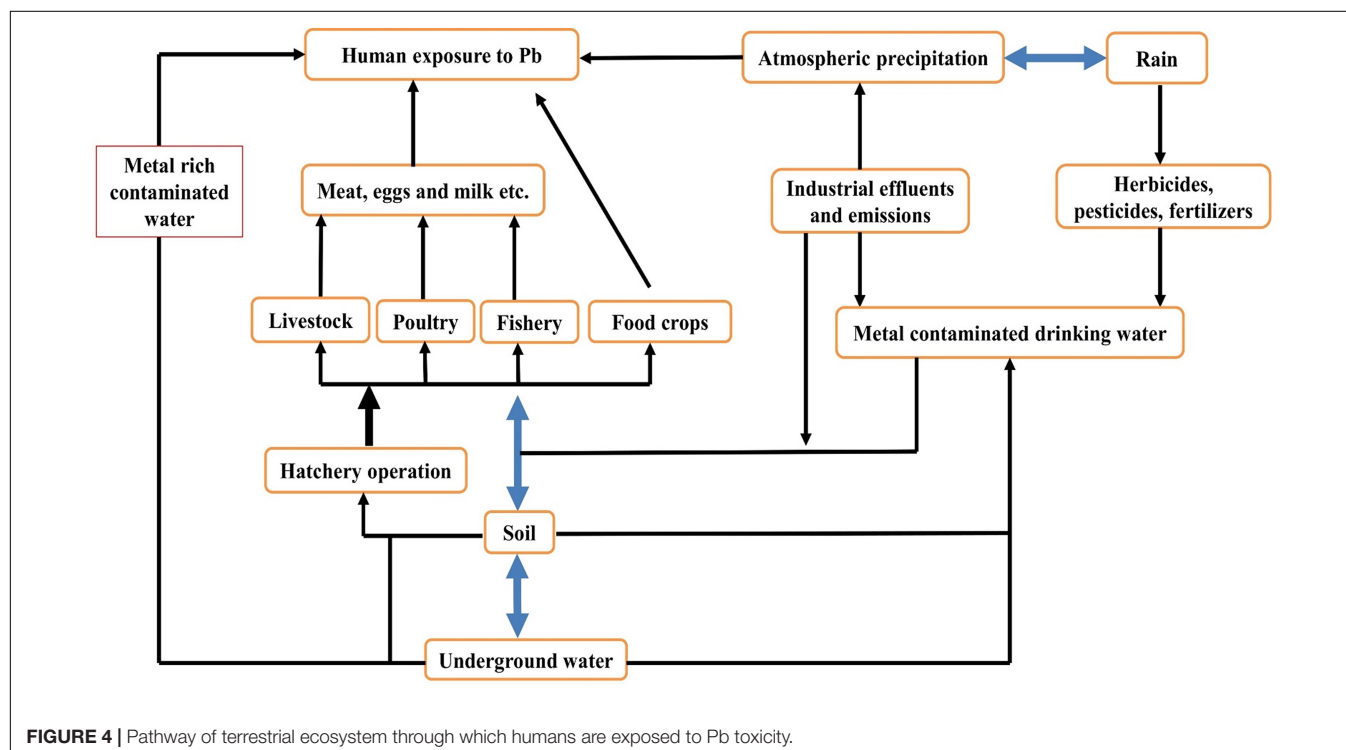 Human exposure to Pb
Atmospheric precipitation
Rain
Metal rich
contaminated
water
Meat, eggs and milk etc.
Industrial effluents
and emissions
Herbicides,
pesticides, fertilizers
Livestock
Poultry
Fishery
Food crops
Metal contaminated drinking water
Hatchery operation
Soil
Underground water
FIGURE 4 | Pathway of terrestrial ecosystem through which humans are exposed to Pb toxicity.